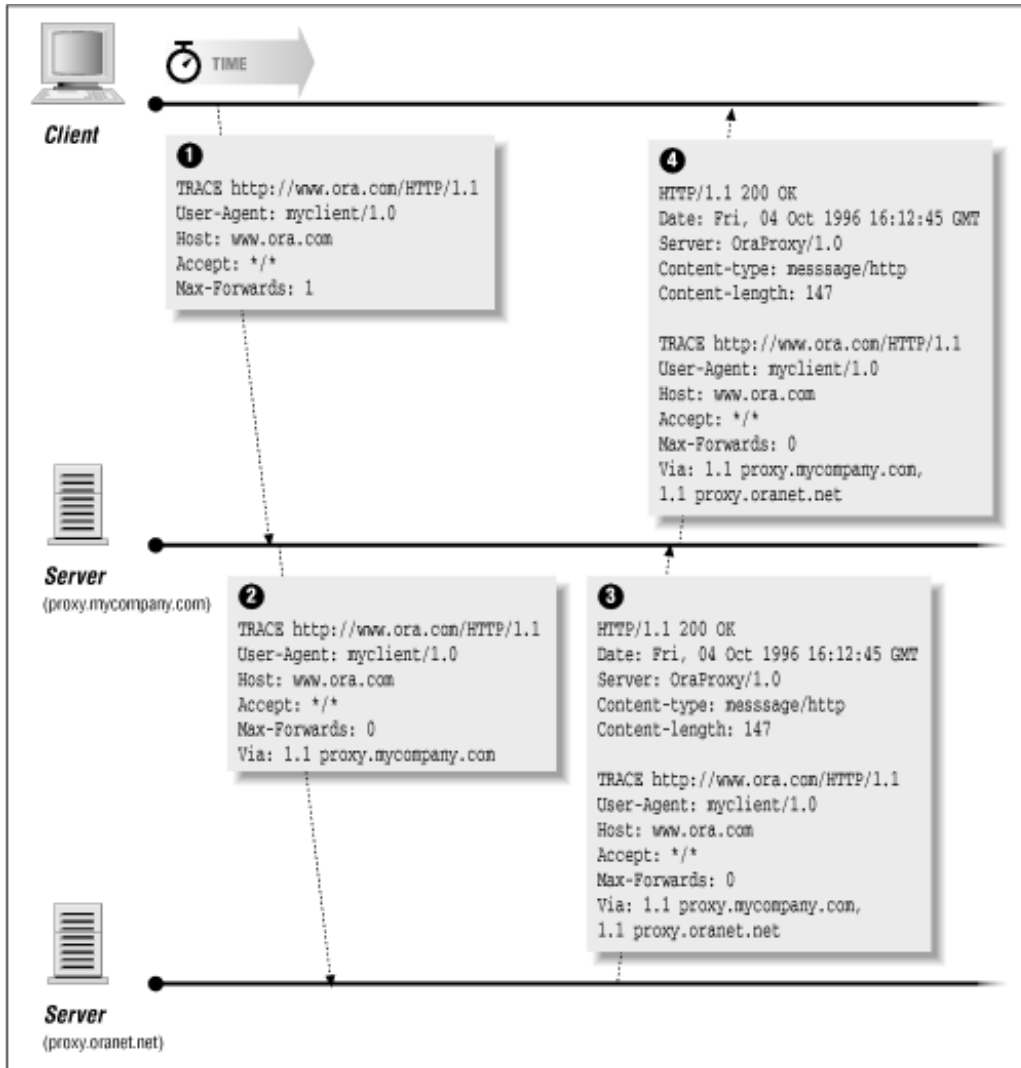 TIME
Client
1
TRACE http://www.ora.com/HTTP/1.1
User-Agent: myclient/1.0
Host: www.ora.com
Accept: */*
Max-Forwards: 1
4
HTTP/1.1 200 OK
Date: Fri, 04 Oct 1996 16:12:45 GMT
Server: OraProxy/1.0
Content-type: messsage/http
Content-length: 147
TRACE http://www.ora.com/HTTP/1.1
User-Agent: myclient/1.0
Host: www.ora.com
Accept: */*
Max-Forwards: 0
Via: 1.1 proxy.mycompany.com,
1.1 proxy.oranet.net
Server
(proxy.mycompany.com)
2
TRACE http://www.ora.com/HTTP/1.1
User-Agent: myclient/1.0
Host: www.ora.com
Accept: */*
Max-Forwards: 0
Via: 1.1 proxy.mycompany.com
3
HTTP/1.1 200 OK
Date: Fri, 04 Oct 1996 16:12:45 GMT
Server: OraProxy/1.0
Content-type: messsage/http
Content-length: 147
TRACE http://www.ora.com/HTTP/1.1
User-Agent: myclient/1.0
Host: www.ora.com
Accept: */*
Max-Forwards: 0
Via: 1.1 proxy.mycompany.com,
1.1 proxy.oranet.net
Server
(proxy.oranet.net)